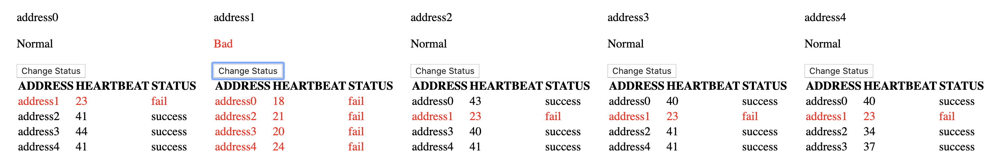 address0 address1 address2 address3 address4
Normal Bad Normal Normal Normal
Change Status Change Status Change Status Change Status Change Status
ADDRESS HEARTBEAT STATUS ADDRESS HEARTBEAT STATUS ADDRESS HEARTBEAT STATUS ADDRESS HEARTBEAT STATUS ADDRESS HEARTBEAT STATUS
address1 23 fail address0 18 fail address0 43 success address0 40 success address0 40 success
address2 41 success address2 21 fail address1 23 fail address1 23 fail address1 23 fail
address3 44 success address3 20 fail address3 40 success address2 41 success address2 34 success
address4 41 success address4 24 fail address4 41 success address4 41 success address3 37 success